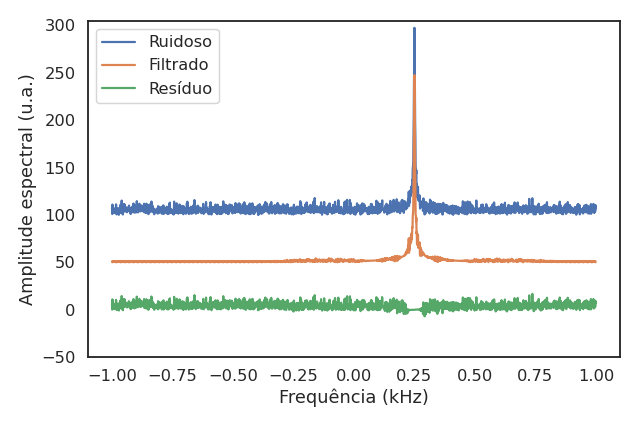 300
250
200
150
100
50
0
−50
Amplitude espectral (u.a.)
Ruidoso
Filtrado
Resíduo
−1.00 −0.75 −0.50 −0.25 0.00 0.25 0.50 0.75 1.00
Frequência (kHz)